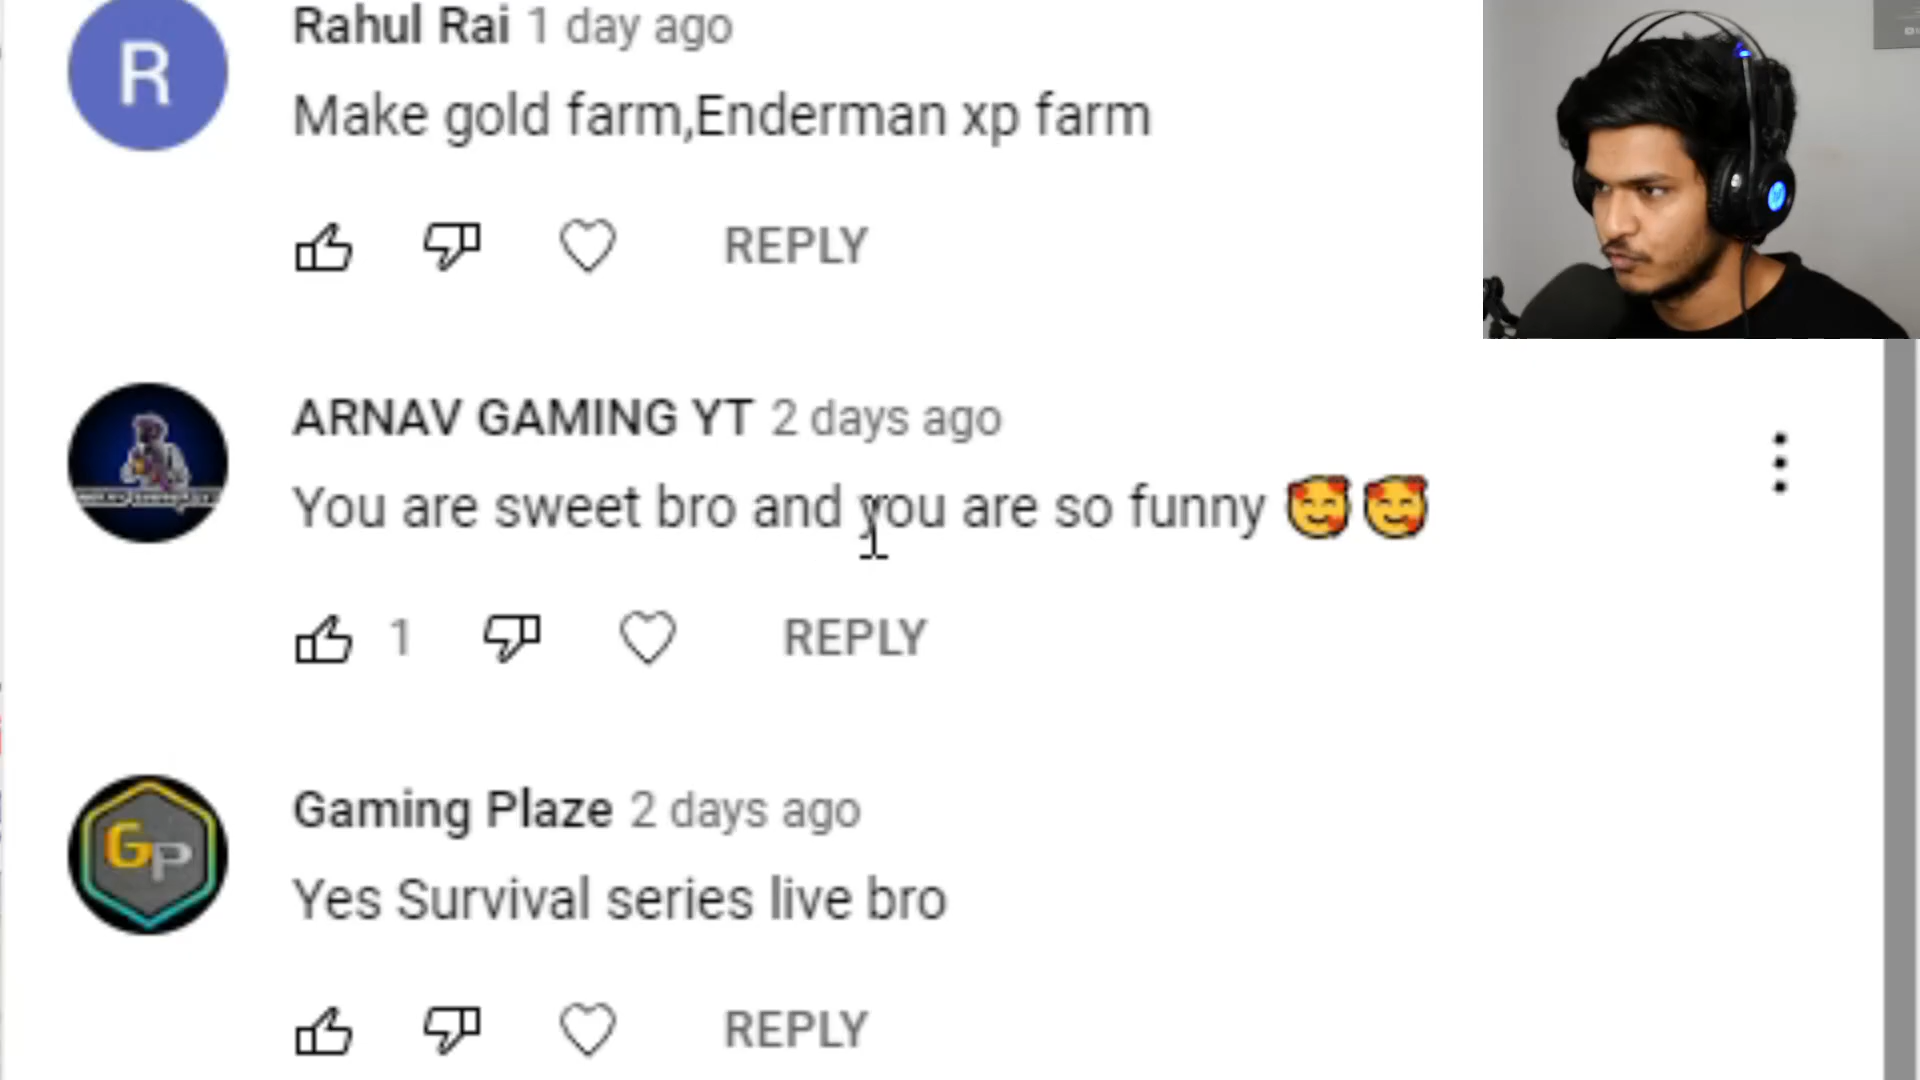 Rahul Rai 1 day ago
R
Make gold farm,Enderman xp farm
REPLY
ARNAV GAMING YT 2 days ago
You are sweet bro and you are so funny 🥰🥰
1
REPLY
Gaming Plaze 2 days ago
GP
Yes Survival series live bro
REPLY